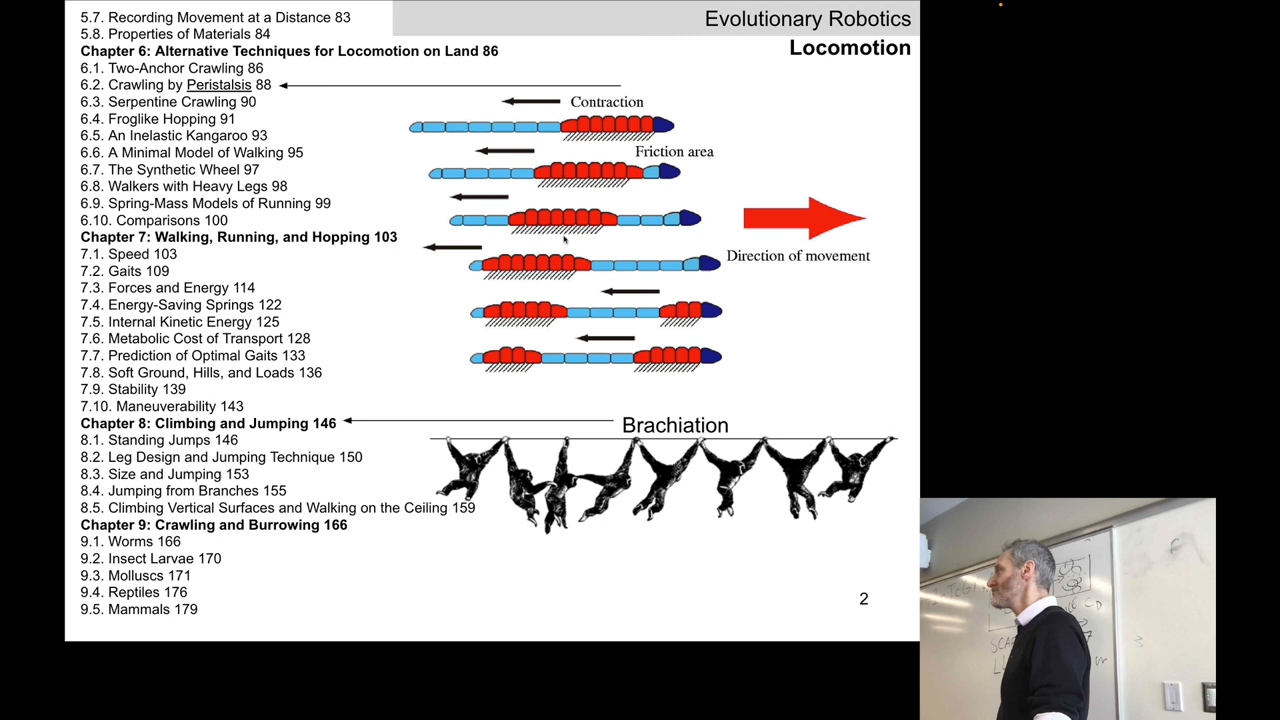 5.7. Recording Movement at a Distance 83
5.8. Properties of Materials 84
Chapter 6: Alternative Techniques for Locomotion on Land 86
6.1. Two-Anchor Crawling 86
6.2. Crawling by Peristalsis 88
6.3. Serpentine Crawling 90
6.4. Froglike Hopping 91
6.5. An Inelastic Kangaroo 93
6.6. A Minimal Model of Walking 95
6.7. The Synthetic Wheel 97
6.8. Walkers with Heavy Legs 98
6.9. Spring-Mass Models of Running 99
6.10. Comparisons 100
Chapter 7: Walking, Running, and Hopping 103
7.1. Speed 103
7.2. Gaits 109
7.3. Forces and Energy 114
7.4. Energy-Saving Springs 122
7.5. Internal Kinetic Energy 125
7.6. Metabolic Cost of Transport 128
7.7. Prediction of Optimal Gaits 133
7.8. Soft Ground, Hills, and Loads 136
7.9. Stability 139
7.10. Maneuverability 143
Chapter 8: Climbing and Jumping 146
8.1. Standing Jumps 146
8.2. Leg Design and Jumping Technique 150
8.3. Size and Jumping 153
8.4. Jumping from Branches 155
8.5. Climbing Vertical Surfaces and Walking on the Ceiling 159
Chapter 9: Crawling and Burrowing 166
9.1. Worms 166
9.2. Insect Larvae 170
9.3. Molluscs 171
9.4. Reptiles 176
9.5. Mammals 179
Evolutionary Robotics
Locomotion
Contraction
Friction area
Direction of movement
Brachiation
2